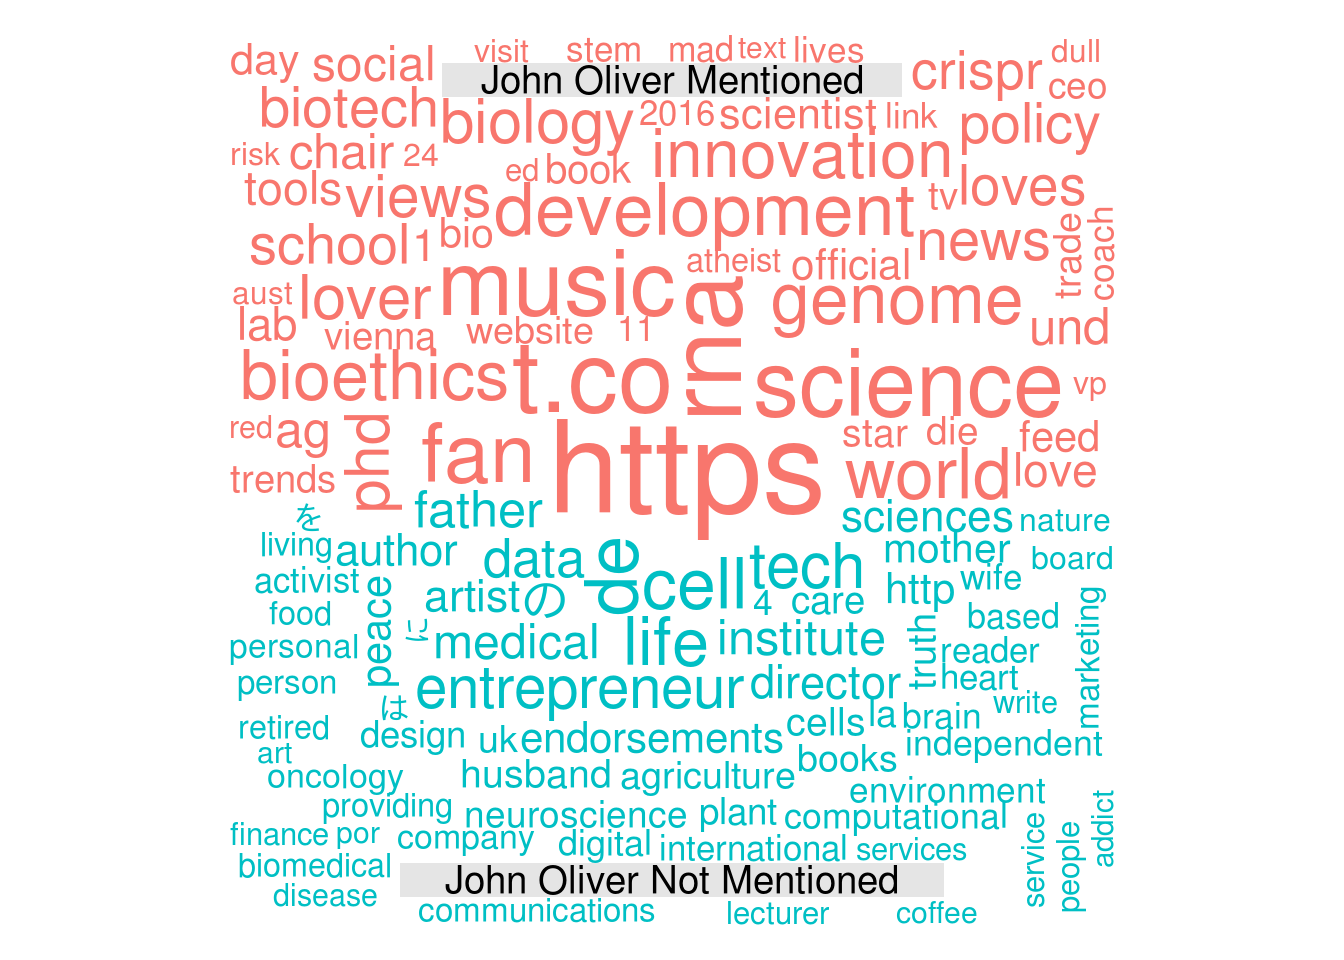 day social visit stem mad text lives dull
John Oliver Mentioned
crispr ceo
biotech biology 2016 scientist link policy
risk chair 24 innovation
ed book
tools views development tv loves
school 1 bio news trade coach
music atheist official
aust lover rna genome
lab vienna website 11 und
bioethics t.co science vp
red ag phd fan https star die feed
trends world love
を father sciences nature
living author data de cell tech mother board
activist artist の 4 care http wife
food peace based marketing
personal に medical life institute truth reader
person entrepreneur director heart
は write
retired design uk endorsements cells la brain independent
art
oncology husband agriculture books
environment
providing neuroscience plant computational
finance por company digital international services service people addict
biomedical
John Oliver Not Mentioned
disease communications lecturer coffee